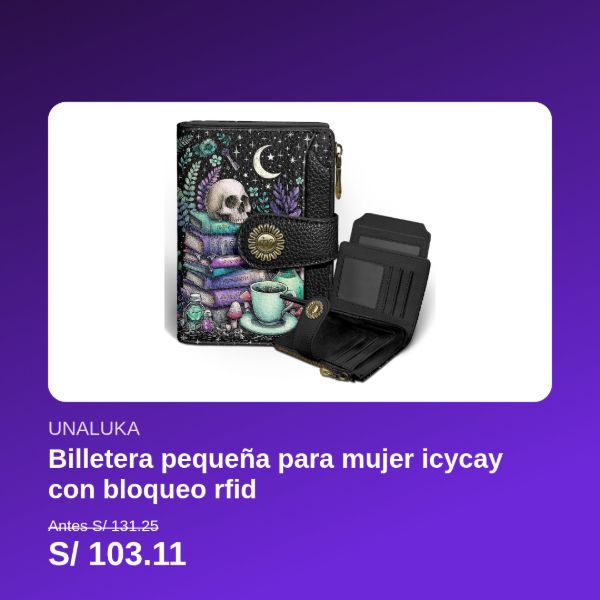 UNALUKA
Billetera pequeña para mujer icycay
con bloqueo rfid
Antes S/ 131.25
S/ 103.11